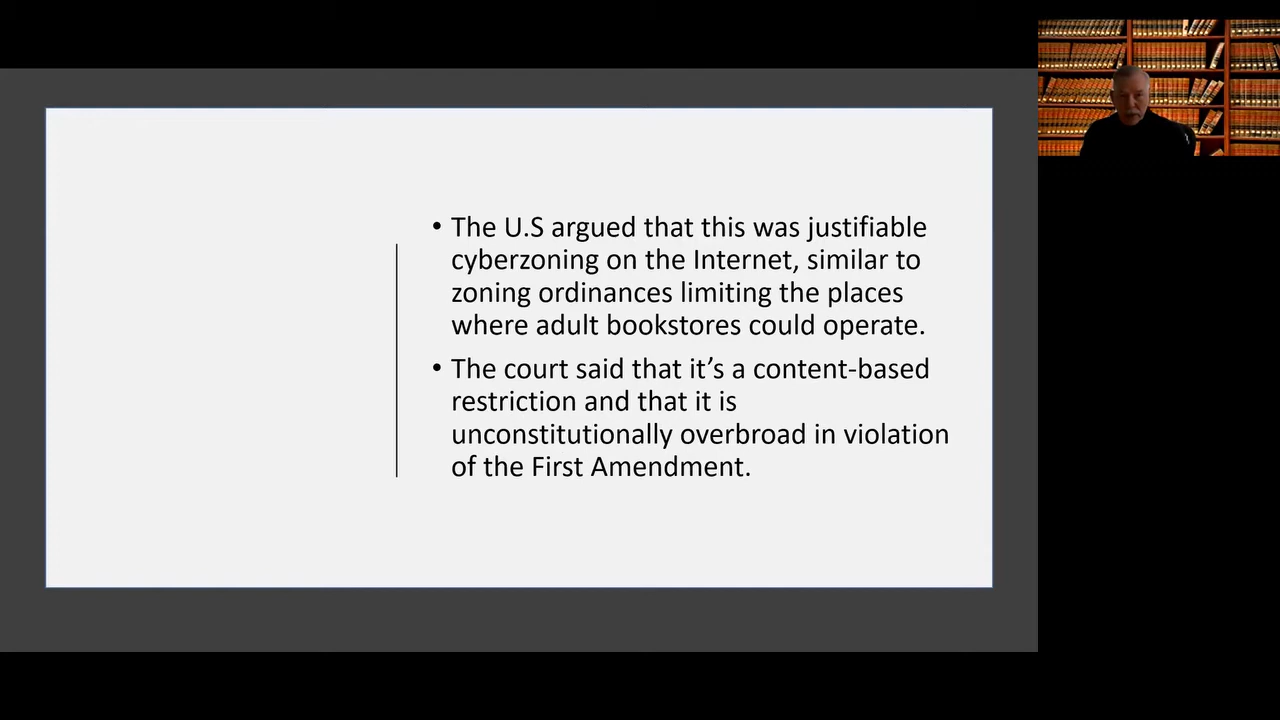 • The U.S argued that this was justifiable
cyberzoning on the Internet, similar to
zoning ordinances limiting the places
where adult bookstores could operate.
• The court said that it’s a content-based
restriction and that it is
unconstitutionally overbroad in violation
of the First Amendment.